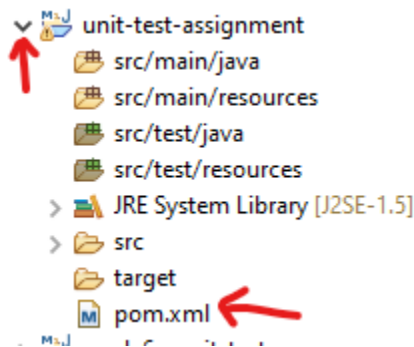 unit-test-assignment
src/main/java
src/main/resources
src/test/java
src/test/resources
JRE System Library [J2SE-1.5]
src
target
pom.xml